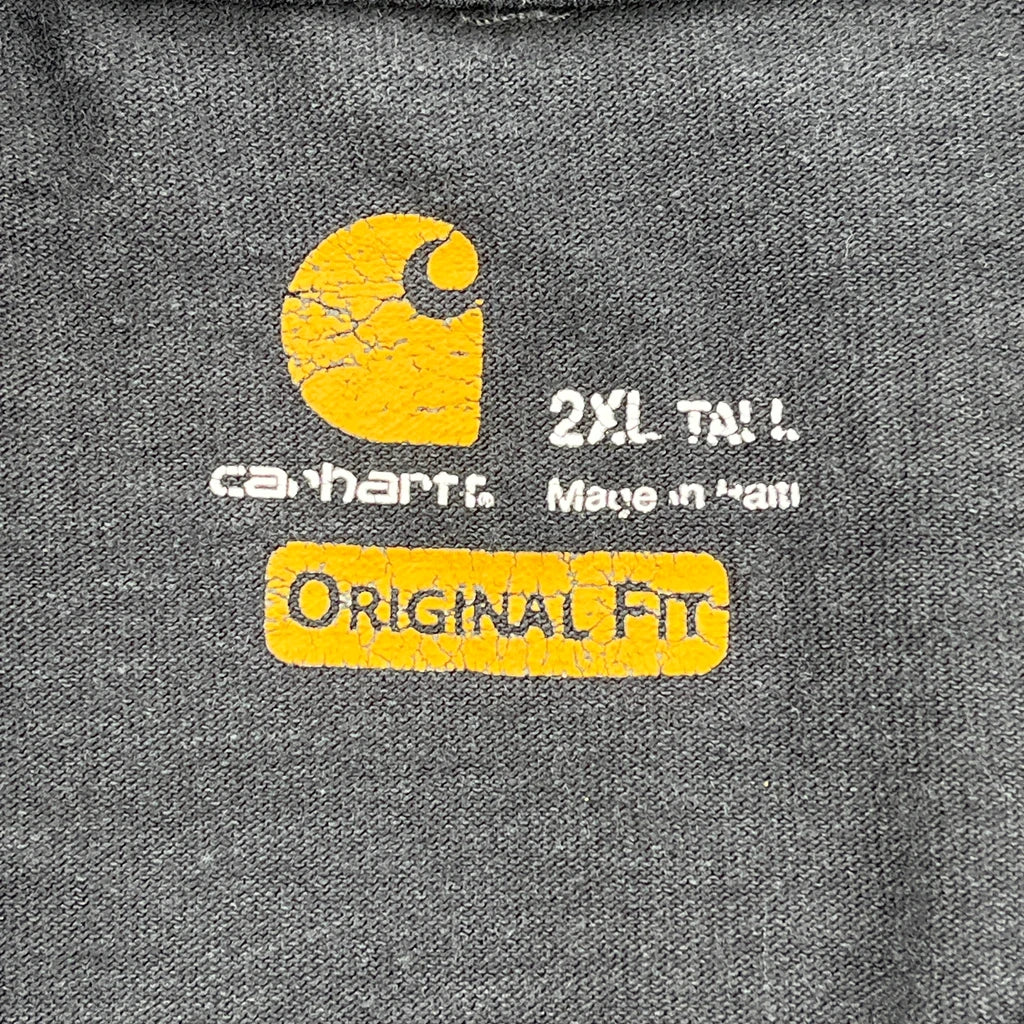 carhartt®
2XL TALL
Made in Haiti
ORIGINAL FIT